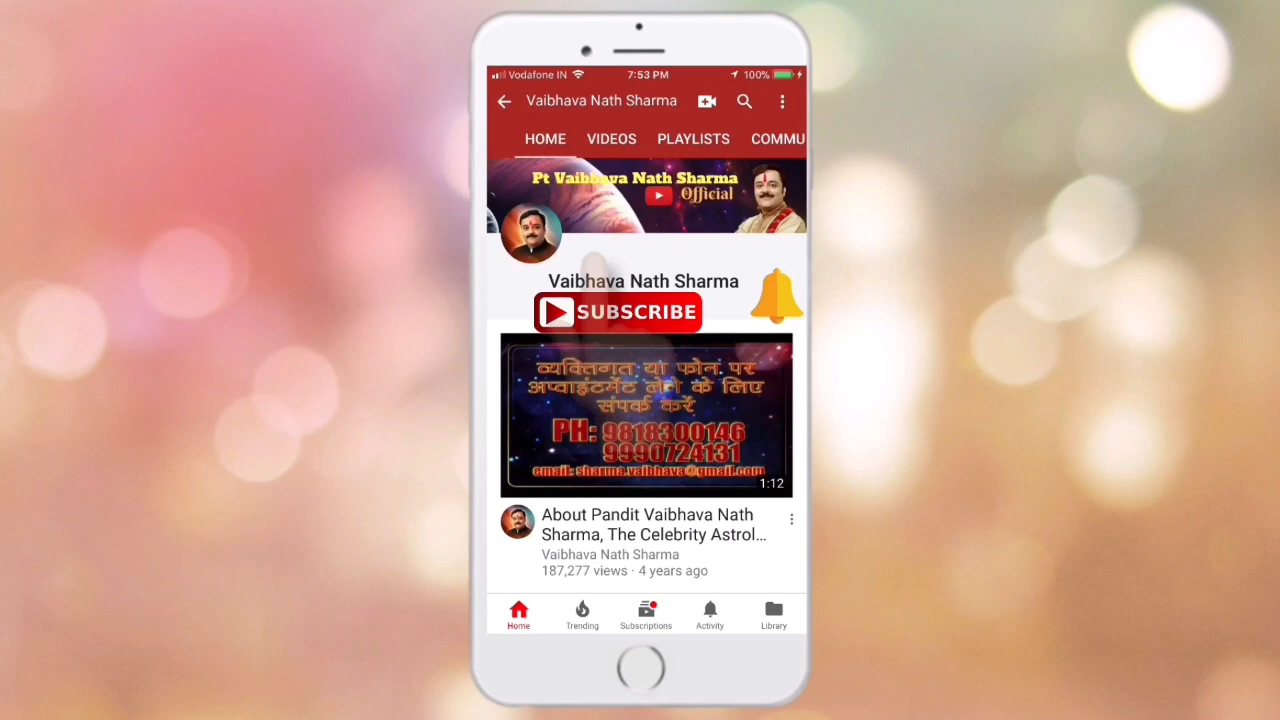 Vodafone IN
7:53 PM
100%
Vaibhava Nath Sharma
HOME VIDEOS PLAYLISTS COMMU
Pt Vaibhava Nath Sharma
Official
Vaibhava Nath Sharma
SUBSCRIBE
व्यक्तिगत या फोन पर
अप्वाइंटमेंट लेने के लिए
संपर्क करें
PH: 9818300146
9990724131
email: sharma.vaibhava@gmail.com
1:12
About Pandit Vaibhava Nath
Sharma, The Celebrity Astrol...
Vaibhava Nath Sharma
187,277 views · 4 years ago
Home Trending Subscriptions Activity Library